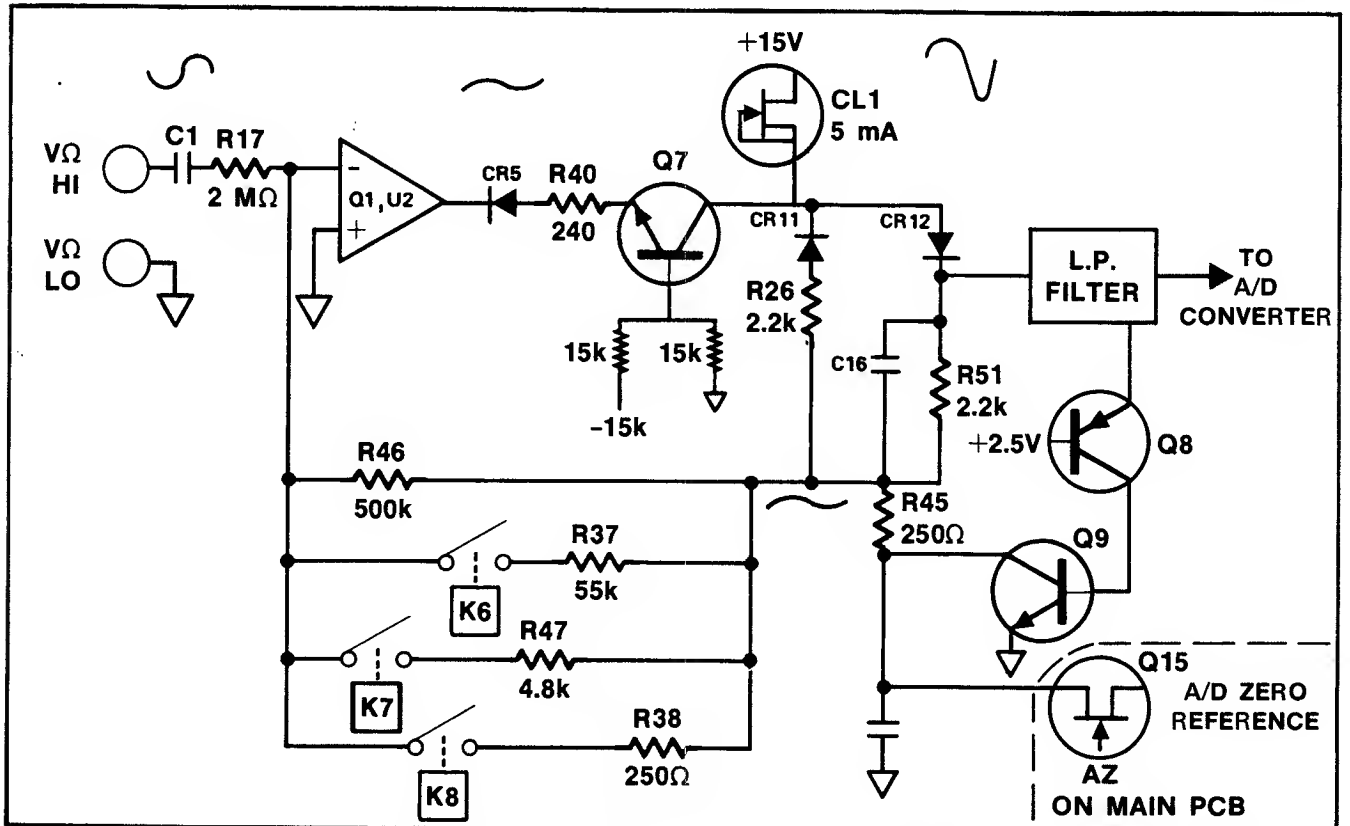 +15V
CL1
5 mA
C1
R17
2 MΩ
VΩ
HI
VΩ
LO
-
Q1,U2
+
CR5
R40
240
Q7
CR11
CR12
R26
2.2k
L.P.
FILTER
TO
A/D
CONVERTER
15k
15k
-15k
C16
R51
2.2k
+2.5V
Q8
R46
500k
R45
250Ω
Q9
K6
R37
55k
K7
R47
4.8k
K8
R38
250Ω
Q15
A/D ZERO
REFERENCE
AZ
ON MAIN PCB